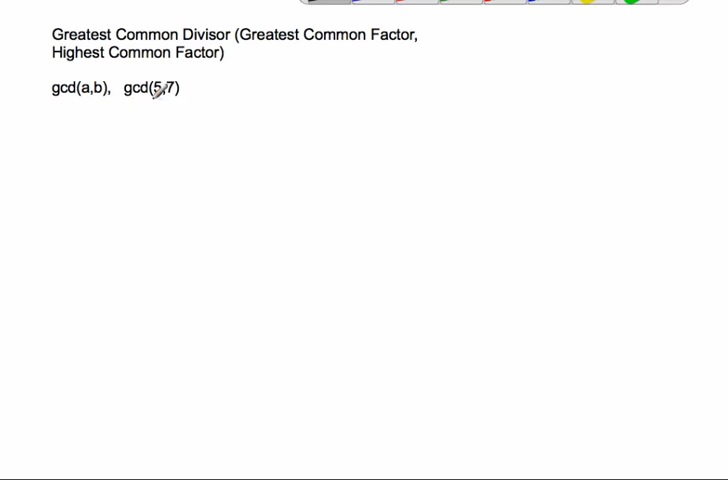 Greatest Common Divisor (Greatest Common Factor,
Highest Common Factor)
gcd(a,b), gcd(5,7)